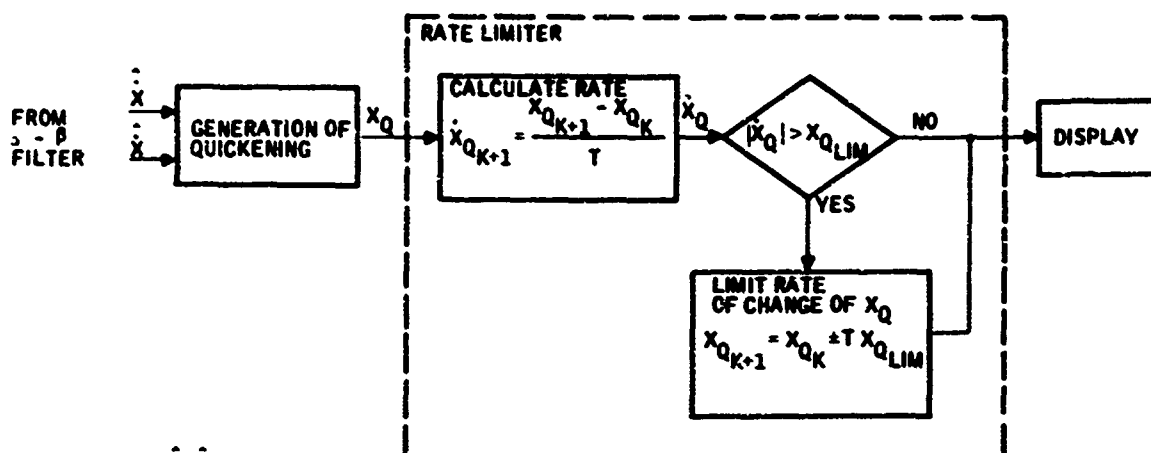 RATE LIMITER
FROM
- β
FILTER
X̂̇
X̂
GENERATION OF
QUICKENING
X_Q
CALCULATE RATE
Ẋ_Q_K+1 = (X_Q_K+1 - X_Q_K) / T
Ẋ_Q
|Ẋ_Q| > X_Q_LIM
NO
YES
DISPLAY
LIMIT RATE
OF CHANGE OF X_Q
X_Q_K+1 = X_Q_K ±T X_Q_LIM